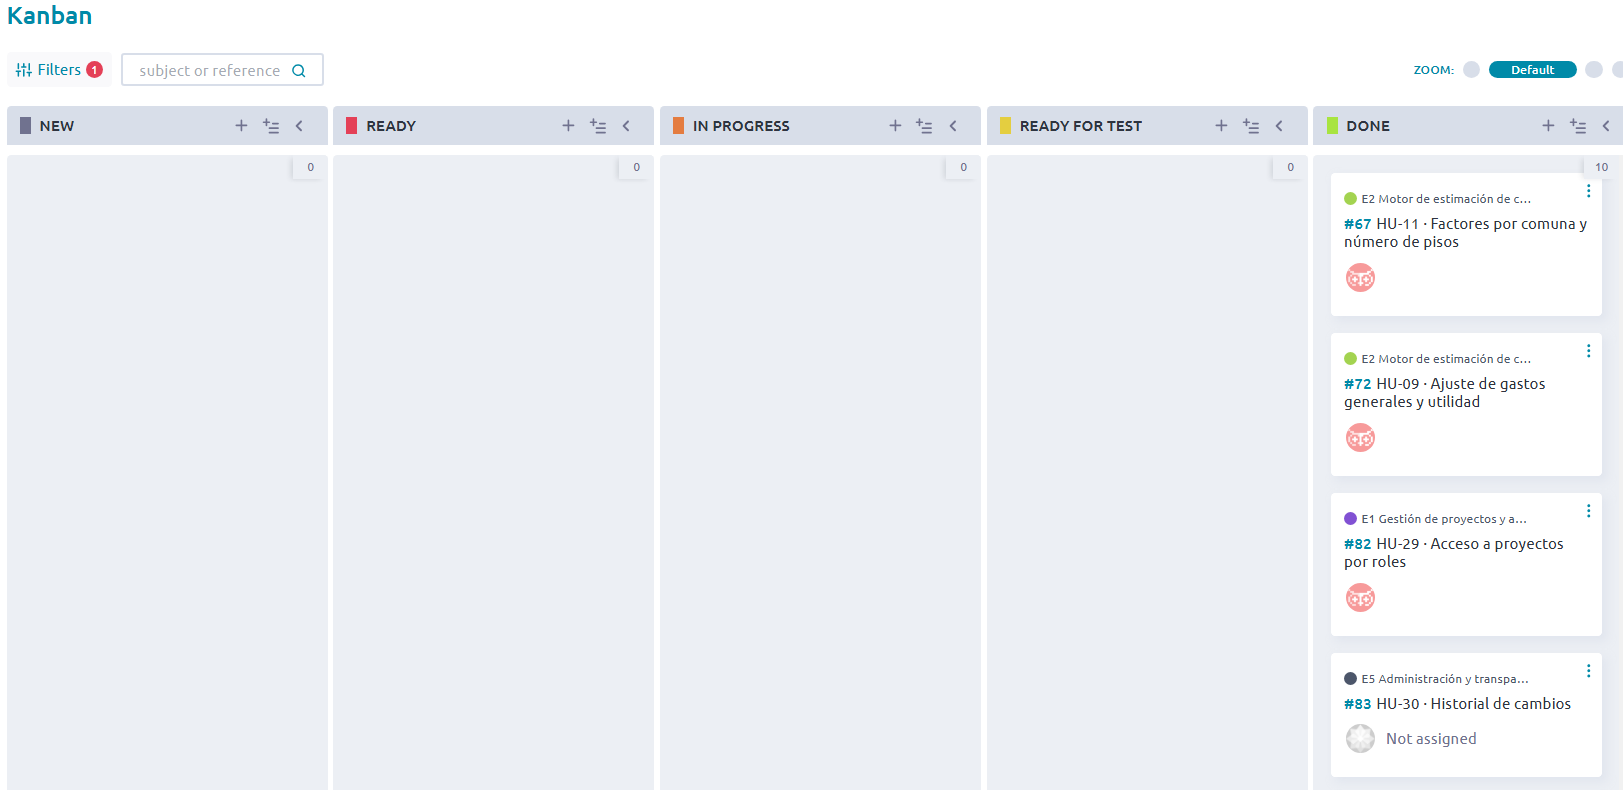 Kanban
Filters 1
subject or reference
ZOOM: Default
NEW
READY
IN PROGRESS
READY FOR TEST
DONE
0
0
0
0
10
E2 Motor de estimación de c...
#67 HU-11 · Factores por comuna y
número de pisos
E2 Motor de estimación de c...
#72 HU-09 · Ajuste de gastos
generales y utilidad
E1 Gestión de proyectos y a...
#82 HU-29 · Acceso a proyectos
por roles
E5 Administración y transpa...
#83 HU-30 · Historial de cambios
Not assigned